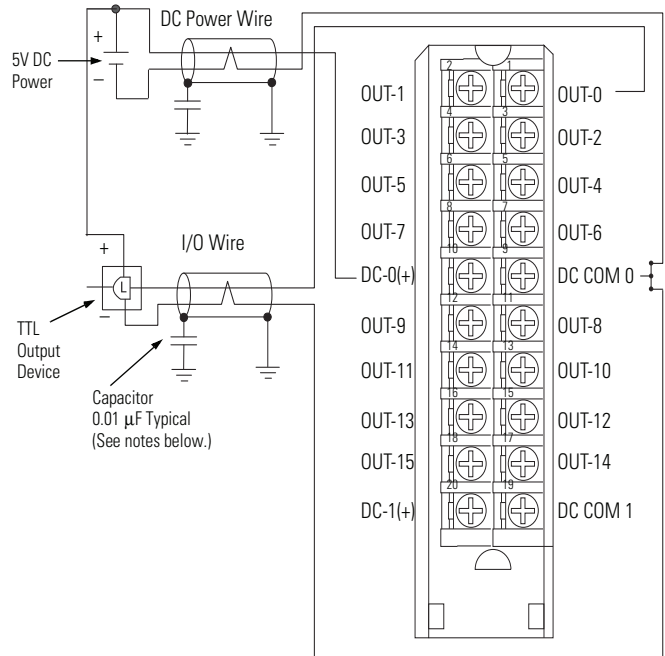 DC Power Wire
+
5V DC
Power
−
2 1
OUT-1 OUT-0
4 3
OUT-3 OUT-2
6 5
OUT-5 OUT-4
8 7
OUT-7 OUT-6
I/O Wire
+
10 9
DC-0(+) DC COM 0
L
−
TTL
Output
Device
12 11
OUT-9 OUT-8
14 13
OUT-11 OUT-10
Capacitor
0.01 µF Typical
(See notes below.)
16 15
OUT-13 OUT-12
18 17
OUT-15 OUT-14
20 19
DC-1(+) DC COM 1